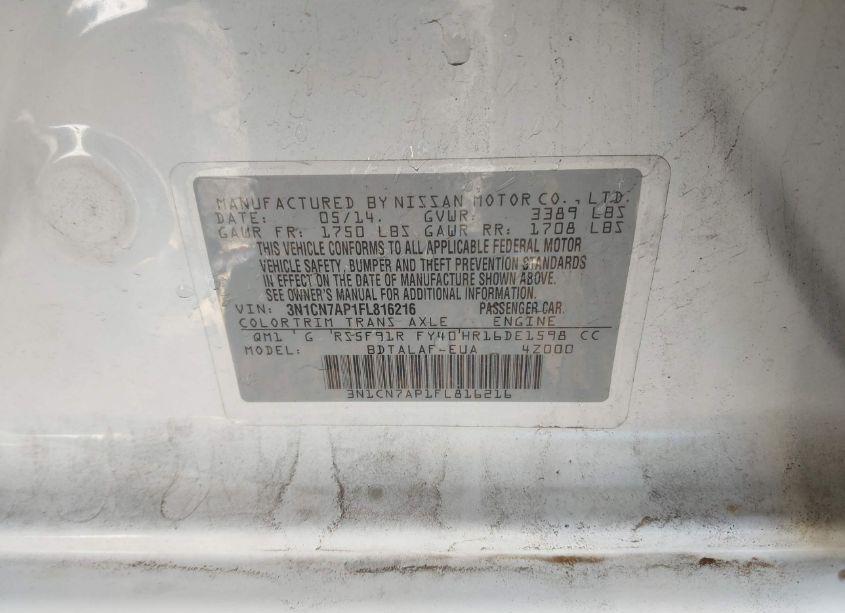 MANUFACTURED BY NISSAN MOTOR CO., LTD.
DATE: 05/14. GVWR: 3389 LBS
GAWR FR: 1750 LBS GAWR RR: 1708 LBS
THIS VEHICLE CONFORMS TO ALL APPLICABLE FEDERAL MOTOR
VEHICLE SAFETY, BUMPER AND THEFT PREVENTION STANDARDS
IN EFFECT ON THE DATE OF MANUFACTURE SHOWN ABOVE.
SEE OWNER'S MANUAL FOR ADDITIONAL INFORMATION.
VIN: 3N1CN7AP1FL816216 PASSENGER CAR.
COLOR TRIM TRANS AXLE ENGINE
QM1 ' G 'RS5F91R FY40'HR16DE1598 CC
MODEL: BDTALAF-EUA 4Z000
3N1CN7AP1FL816216